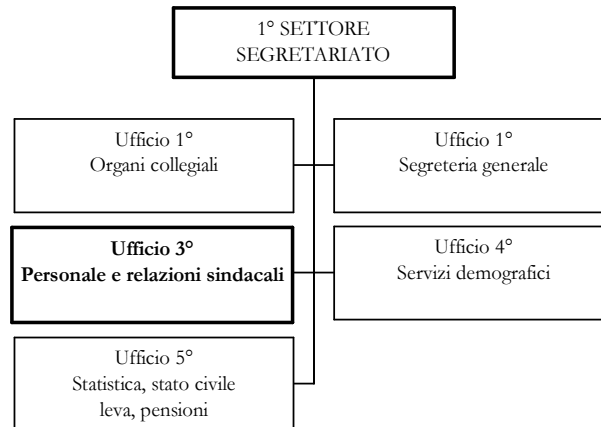 1° SETTORE
SEGRETARIATO
Ufficio 1°
Organi collegiali
Ufficio 1°
Segreteria generale
Ufficio 3°
Personale e relazioni sindacali
Ufficio 4°
Servizi demografici
Ufficio 5°
Statistica, stato civile
leva, pensioni